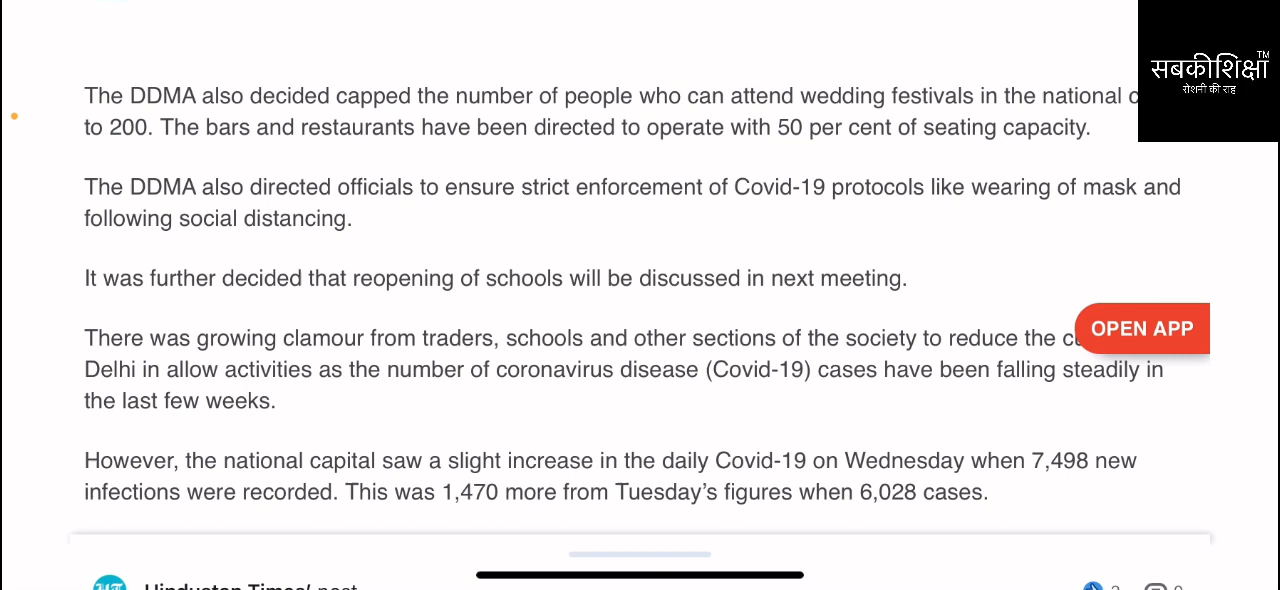 सबकीशिक्षा
TM
रोशनी की राह
The DDMA also decided capped the number of people who can attend wedding festivals in the national
to 200. The bars and restaurants have been directed to operate with 50 per cent of seating capacity.
The DDMA also directed officials to ensure strict enforcement of Covid-19 protocols like wearing of mask and
following social distancing.
It was further decided that reopening of schools will be discussed in next meeting.
There was growing clamour from traders, schools and other sections of the society to reduce the
OPEN APP
Delhi in allow activities as the number of coronavirus disease (Covid-19) cases have been falling steadily in
the last few weeks.
However, the national capital saw a slight increase in the daily Covid-19 on Wednesday when 7,498 new
infections were recorded. This was 1,470 more from Tuesday’s figures when 6,028 cases.
Hindustan Times' post